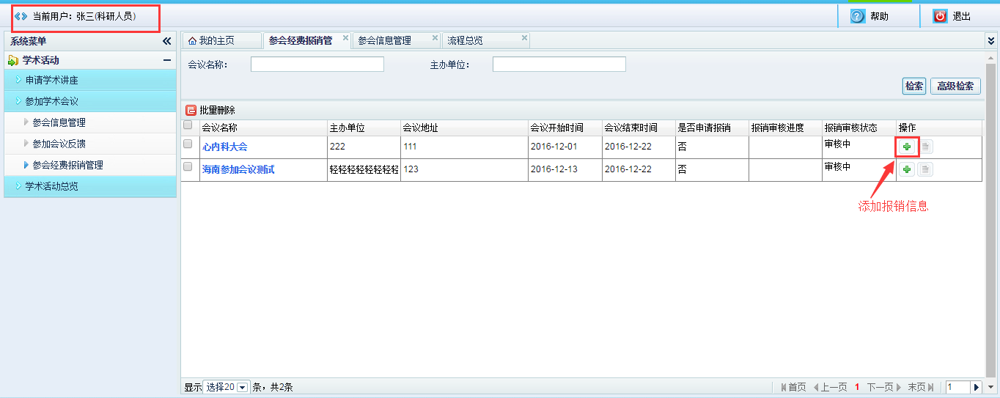 当前用户：张三(科研人员)
帮助
退出
系统菜单
学术活动
申请学术讲座
参加学术会议
参会信息管理
参加会议反馈
参会经费报销管理
学术活动总览
我的主页 参会经费报销管 参会信息管理 流程总览
会议名称： 主办单位：
检索 高级检索
批量删除
会议名称 主办单位 会议地址 会议开始时间 会议结束时间 是否申请报销 报销审核进度 报销审核状态 操作
心内科大会 222 111 2016-12-01 2016-12-22 否 审核中
海南参加会议测试 轻轻轻轻轻轻轻轻 123 2016-12-13 2016-12-22 否 审核中
添加报销信息
显示 选择20 条，共2条 首页 上一页 1 下一页 末页 1